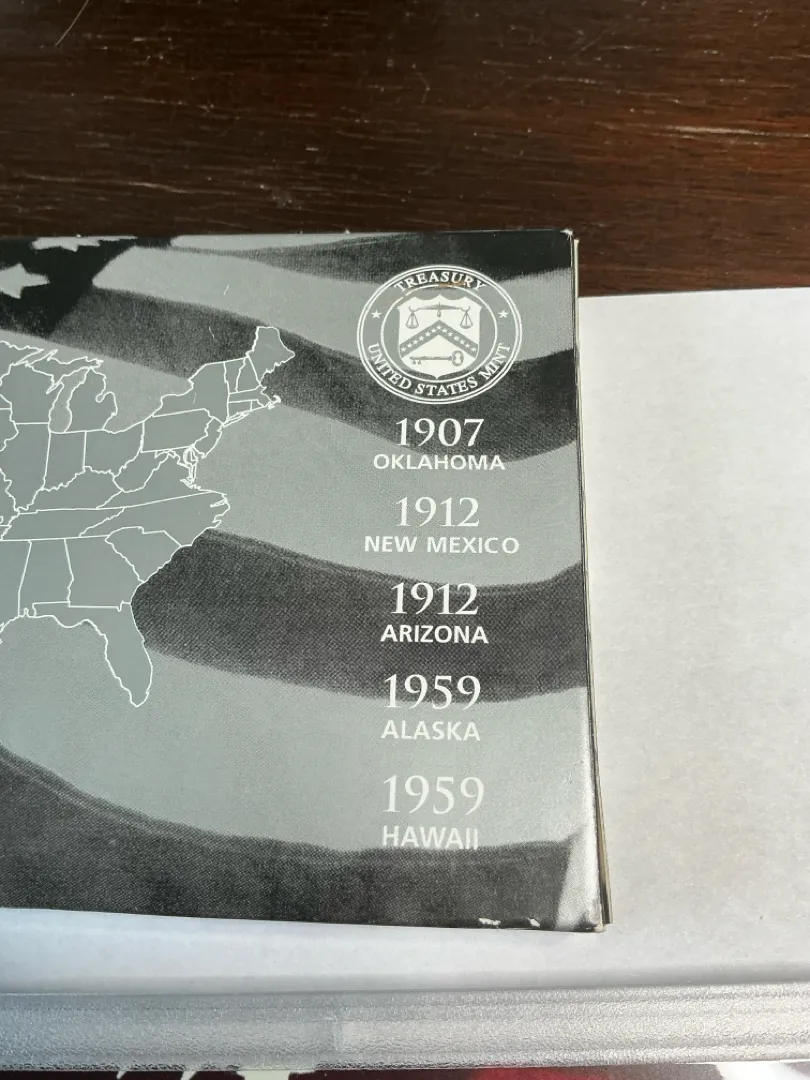 TREASURY
UNITED STATES MINT
1907
OKLAHOMA
1912
NEW MEXICO
1912
ARIZONA
1959
ALASKA
1959
HAWAII